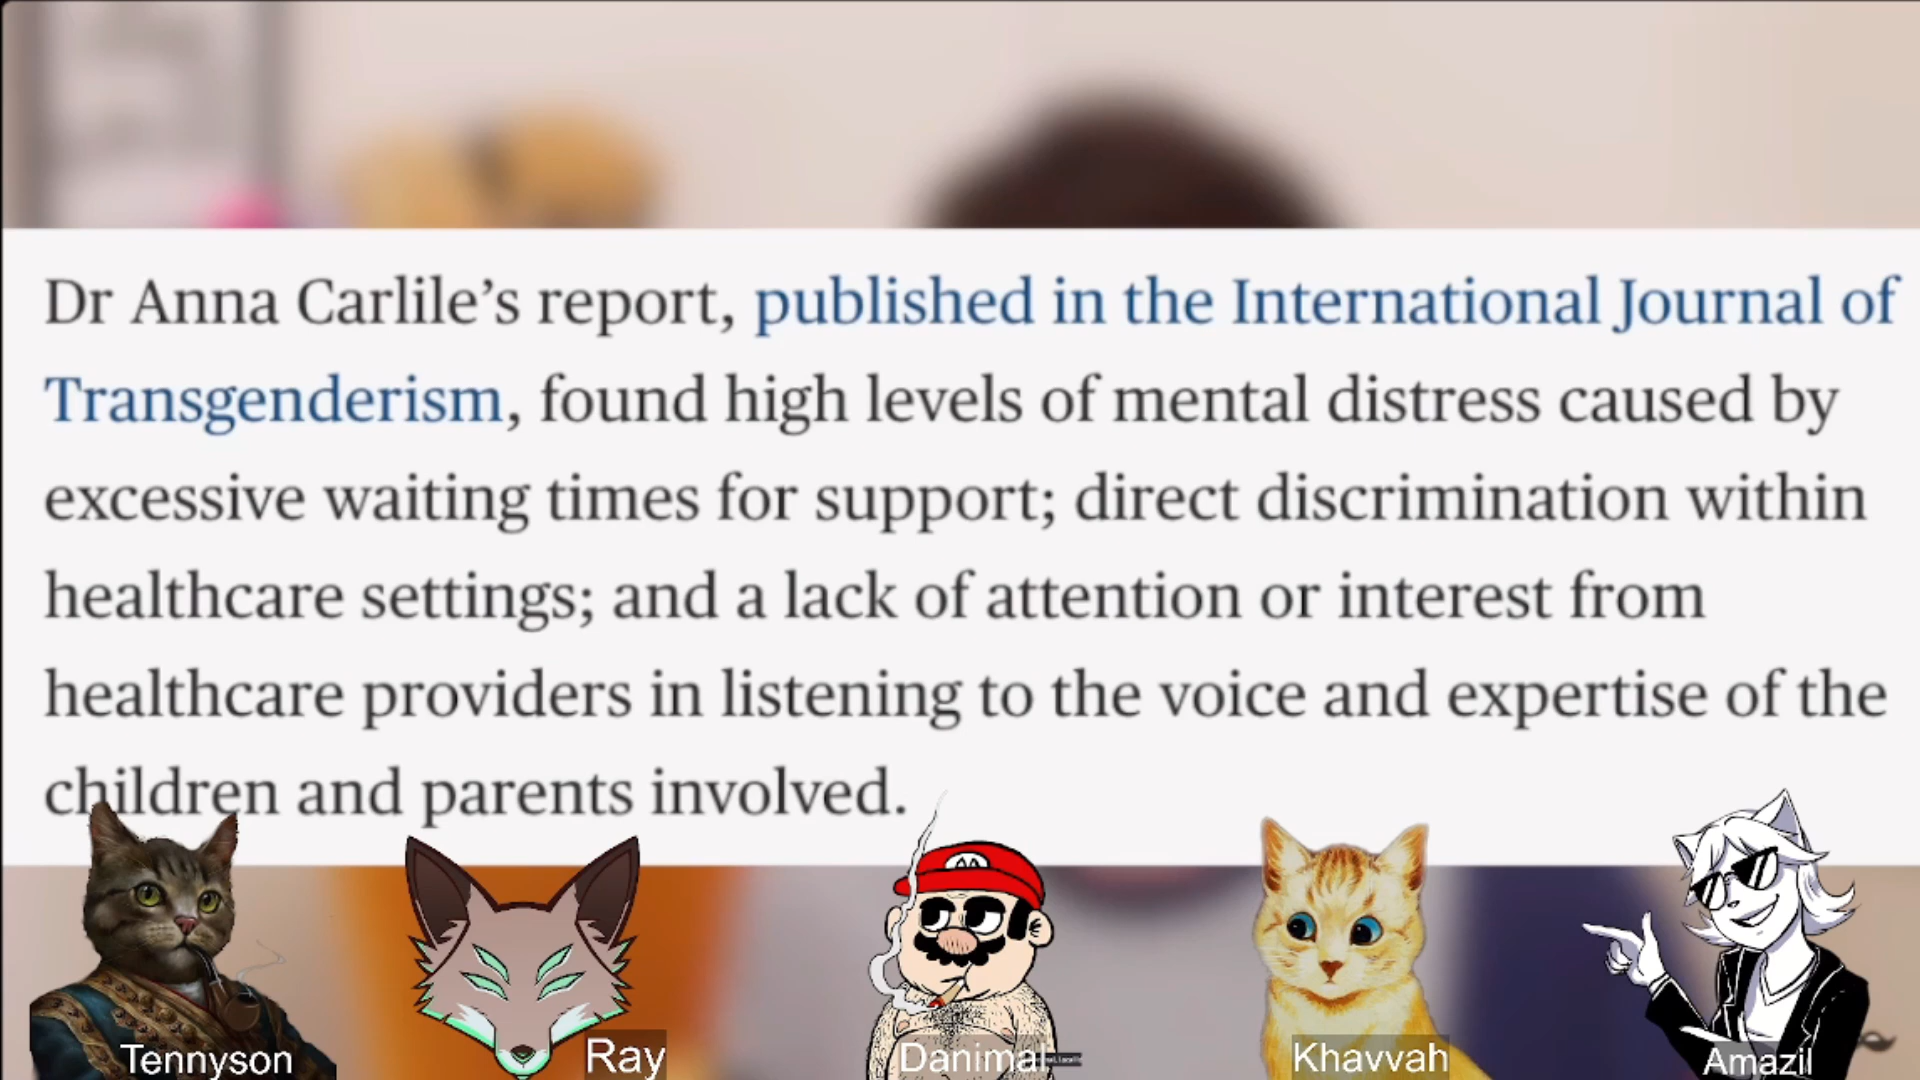 Dr Anna Carlile’s report, published in the International Journal of
Transgenderism, found high levels of mental distress caused by
excessive waiting times for support; direct discrimination within
healthcare settings; and a lack of attention or interest from
healthcare providers in listening to the voice and expertise of the
children and parents involved.
Tennyson
Ray
Danimal
Khavvah
Amazil